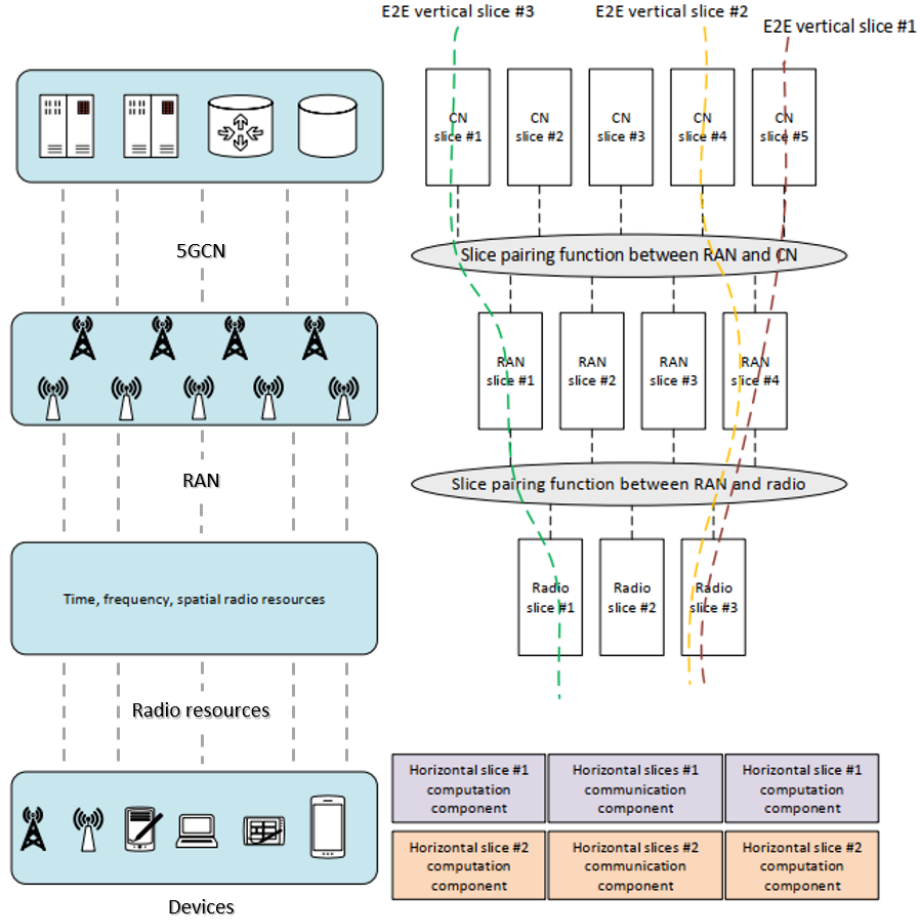 E2E vertical slice #3
E2E vertical slice #2
E2E vertical slice #1
CN
slice #1
CN
slice #2
CN
slice #3
CN
slice #4
CN
slice #5
5GCN
Slice pairing function between RAN and CN
RAN
slice #1
RAN
slice #2
RAN
slice #3
RAN
slice #4
RAN
Slice pairing function between RAN and radio
Time, frequency, spatial radio resources
Radio
slice #1
Radio
slice #2
Radio
slice #3
Radio resources
Horizontal slice #1
computation
component
Horizontal slices #1
communication
component
Horizontal slice #1
computation
component
Horizontal slice #2
computation
component
Horizontal slices #2
communication
component
Horizontal slice #2
computation
component
Devices